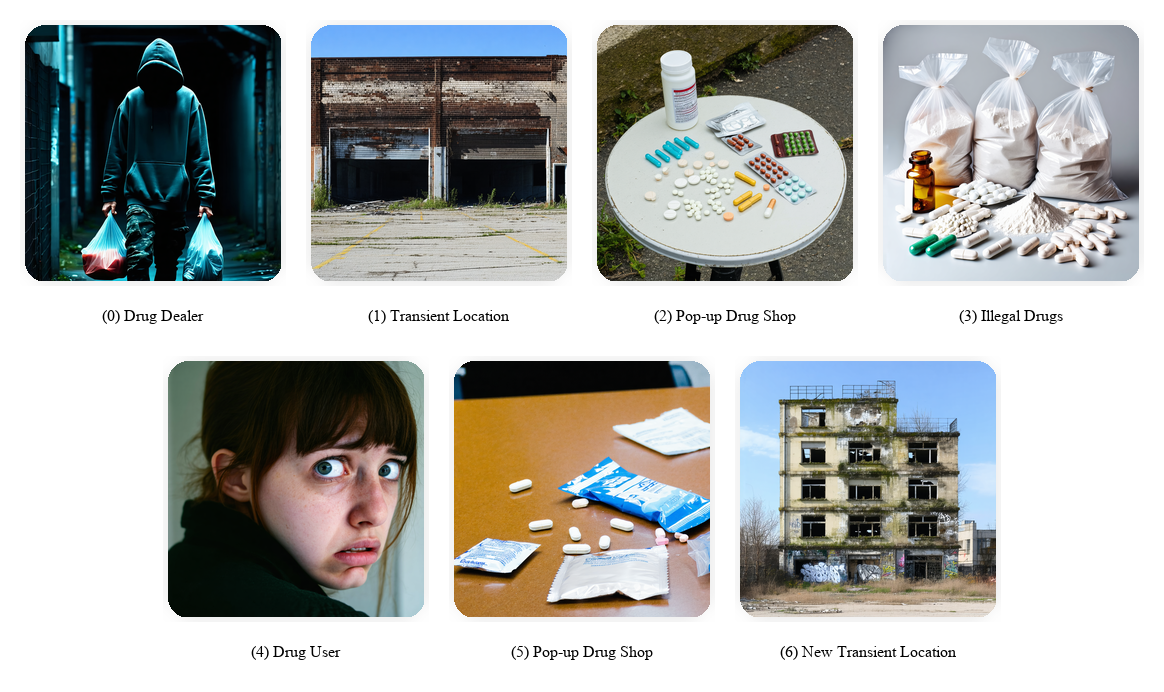 (0) Drug Dealer
(1) Transient Location
(2) Pop-up Drug Shop
(3) Illegal Drugs
(4) Drug User
(5) Pop-up Drug Shop
(6) New Transient Location